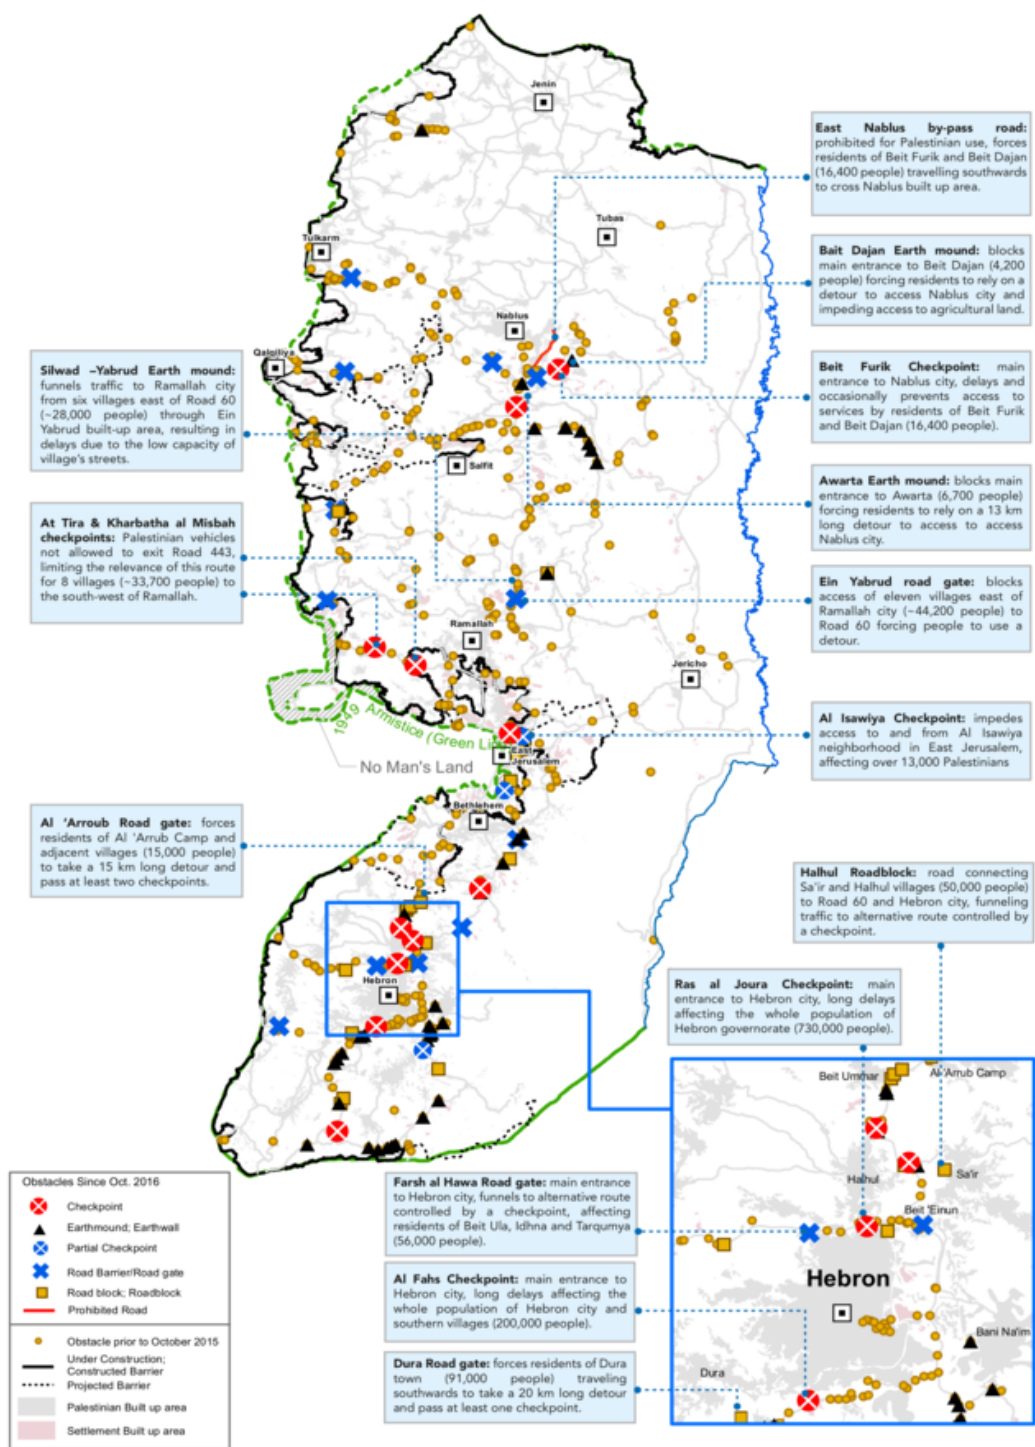 Jenin
East Nablus by-pass road:
prohibited for Palestinian use, forces
residents of Beit Furik and Beit Dajan
(16,400 people) travelling southwards
to cross Nablus built up area.
Tubas
Tulkarm
Bait Dajan Earth mound: blocks
main entrance to Beit Dajan (4,200
people) forcing residents to rely on a
detour to access Nablus city and
impeding access to agricultural land.
Nablus
Qalqiliya
Silwad –Yabrud Earth mound:
funnels traffic to Ramallah city
from six villages east of Road 60
(~28,000 people) through Ein
Yabrud built-up area, resulting in
delays due to the low capacity of
village's streets.
Beit Furik Checkpoint: main
entrance to Nablus city, delays and
occasionally prevents access to
services by residents of Beit Furik
and Beit Dajan (16,400 people).
Salfit
Awarta Earth mound: blocks main
entrance to Awarta (6,700 people)
forcing residents to rely on a 13 km
long detour to access to access
Nablus city.
At Tira & Kharbatha al Misbah
checkpoints: Palestinian vehicles
not allowed to exit Road 443,
limiting the relevance of this route
for 8 villages (~33,700 people) to
the south-west of Ramallah.
Ein Yabrud road gate: blocks
access of eleven villages east of
Ramallah city (~44,200 people) to
Road 60 forcing people to use a
detour.
Ramallah
Jericho
1949 Armistice (Green Line)
Al Isawiya Checkpoint: impedes
access to and from Al Isawiya
neighborhood in East Jerusalem,
affecting over 13,000 Palestinians
East
Jerusalem
No Man's Land
Bethlehem
Al 'Arroub Road gate: forces
residents of Al 'Arrub Camp and
adjacent villages (15,000 people)
to take a 15 km long detour and
pass at least two checkpoints.
Halhul Roadblock: road connecting
Sa'ir and Halhul villages (50,000 people)
to Road 60 and Hebron city, funneling
traffic to alternative route controlled by
a checkpoint.
Hebron
Ras al Joura Checkpoint: main
entrance to Hebron city, long delays
affecting the whole population of
Hebron governorate (730,000 people).
Beit Ummar
Al 'Arrub Camp
Halhul
Sa'ir
Beit 'Einun
Hebron
Bani Na'im
Dura
Farsh al Hawa Road gate: main entrance
to Hebron city, funnels to alternative route
controlled by a checkpoint, affecting
residents of Beit Ula, Idhna and Tarqumya
(56,000 people).
Al Fahs Checkpoint: main entrance to
Hebron city, long delays affecting the
whole population of Hebron city and
southern villages (200,000 people).
Dura Road gate: forces residents of Dura
town (91,000 people) traveling
southwards to take a 20 km long detour
and pass at least one checkpoint.
Obstacles Since Oct. 2016
Checkpoint
Earthmound; Earthwall
Partial Checkpoint
Road Barrier/Road gate
Road block; Roadblock
Prohibited Road
Obstacle prior to October 2015
Under Construction;
Constructed Barrier
Projected Barrier
Palestinian Built up area
Settlement Built up area